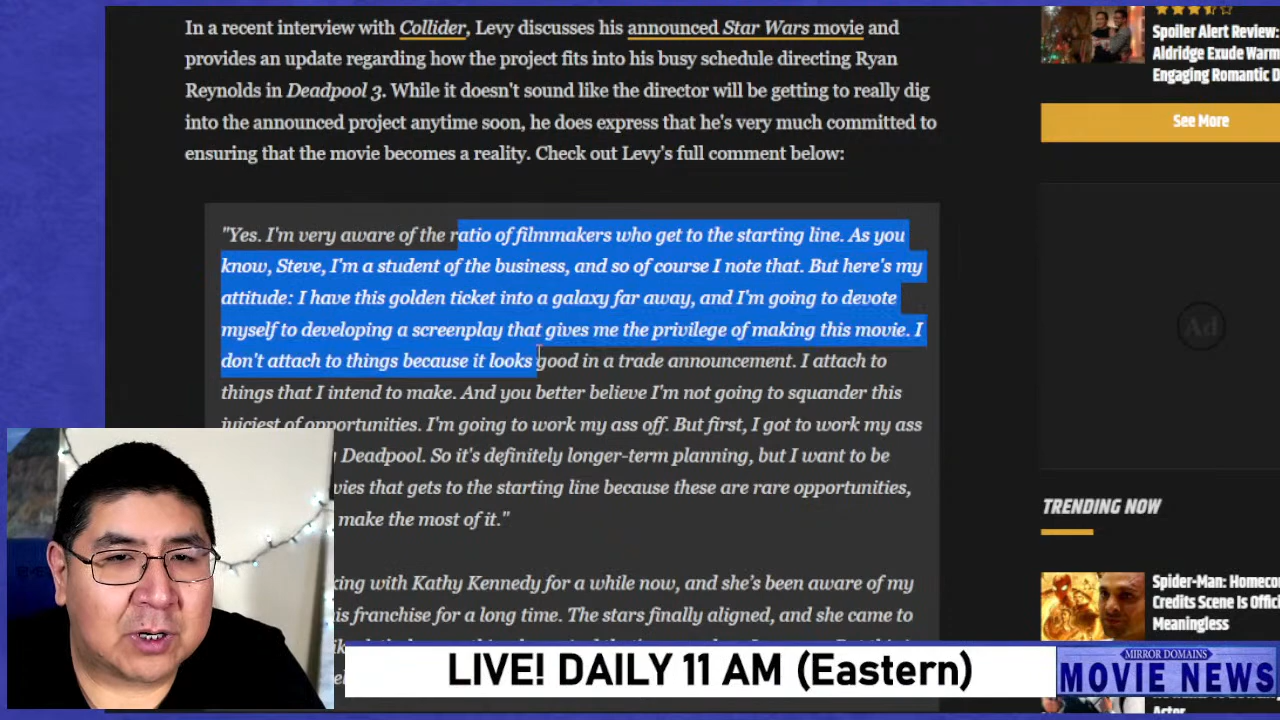 In a recent interview with Collider, Levy discusses his announced Star Wars movie and
provides an update regarding how the project fits into his busy schedule directing Ryan
Reynolds in Deadpool 3. While it doesn't sound like the director will be getting to really dig
into the announced project anytime soon, he does express that he's very much committed to
ensuring that the movie becomes a reality. Check out Levy's full comment below:
"Yes. I'm very aware of the ratio of filmmakers who get to the starting line. As you
know, Steve, I'm a student of the business, and so of course I note that. But here's my
attitude: I have this golden ticket into a galaxy far away, and I'm going to devote
myself to developing a screenplay that gives me the privilege of making this movie. I
don't attach to things because it looks good in a trade announcement. I attach to
things that I intend to make. And you better believe I'm not going to squander this
juiciest of opportunities. I'm going to work my ass off. But first, I got to work my ass
Deadpool. So it's definitely longer-term planning, but I want to be
that gets to the starting line because these are rare opportunities,
make the most of it."
with Kathy Kennedy for a while now, and she's been aware of my
franchise for a long time. The stars finally aligned, and she came to
Spoiler Alert Review:
Aldridge Exude Warm
Engaging Romantic D
See More
Ad
TRENDING NOW
Spider-Man: Homeco
Credits Scene Is Offici
Meaningless
Actor
LIVE! DAILY 11 AM (Eastern)
MIRROR DOMAINS
MOVIE NEWS